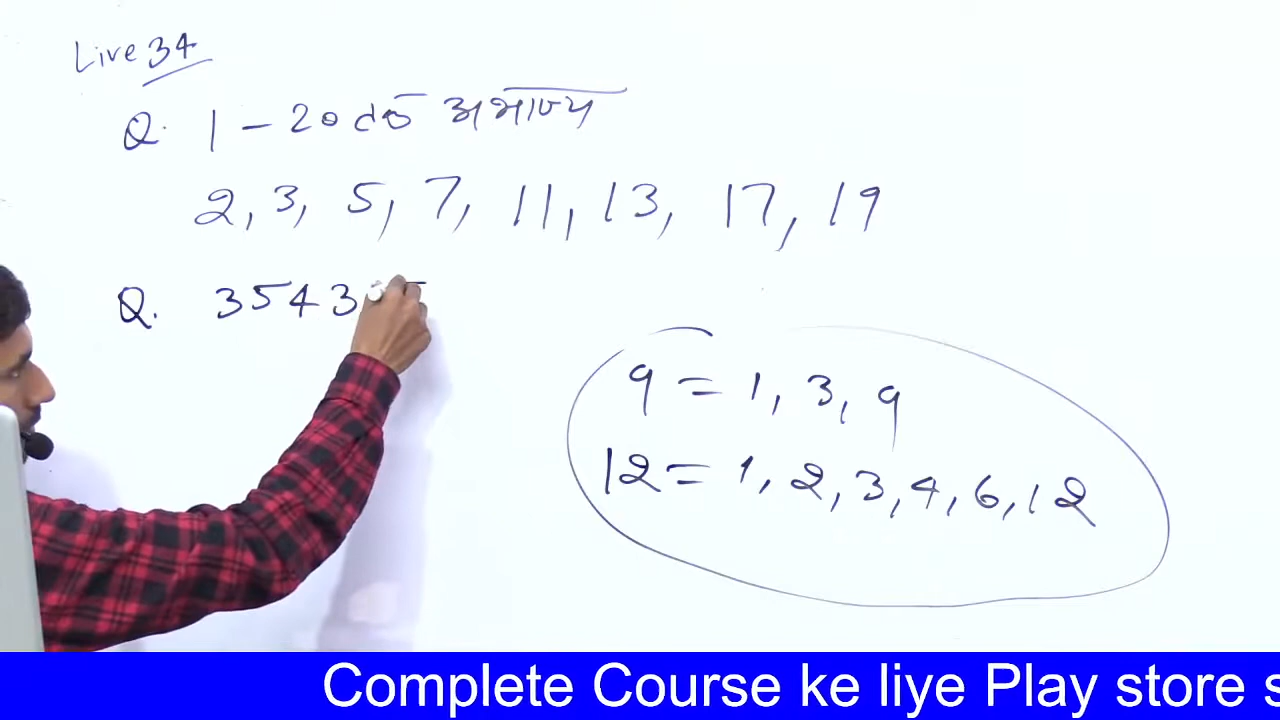 Live 34
Q. 1 - 20 तक अभाज्य
2, 3, 5, 7, 11, 13, 17, 19
Q. 3543
9 = 1, 3, 9
12 = 1, 2, 3, 4, 6, 12
Complete Course ke liye Play store s